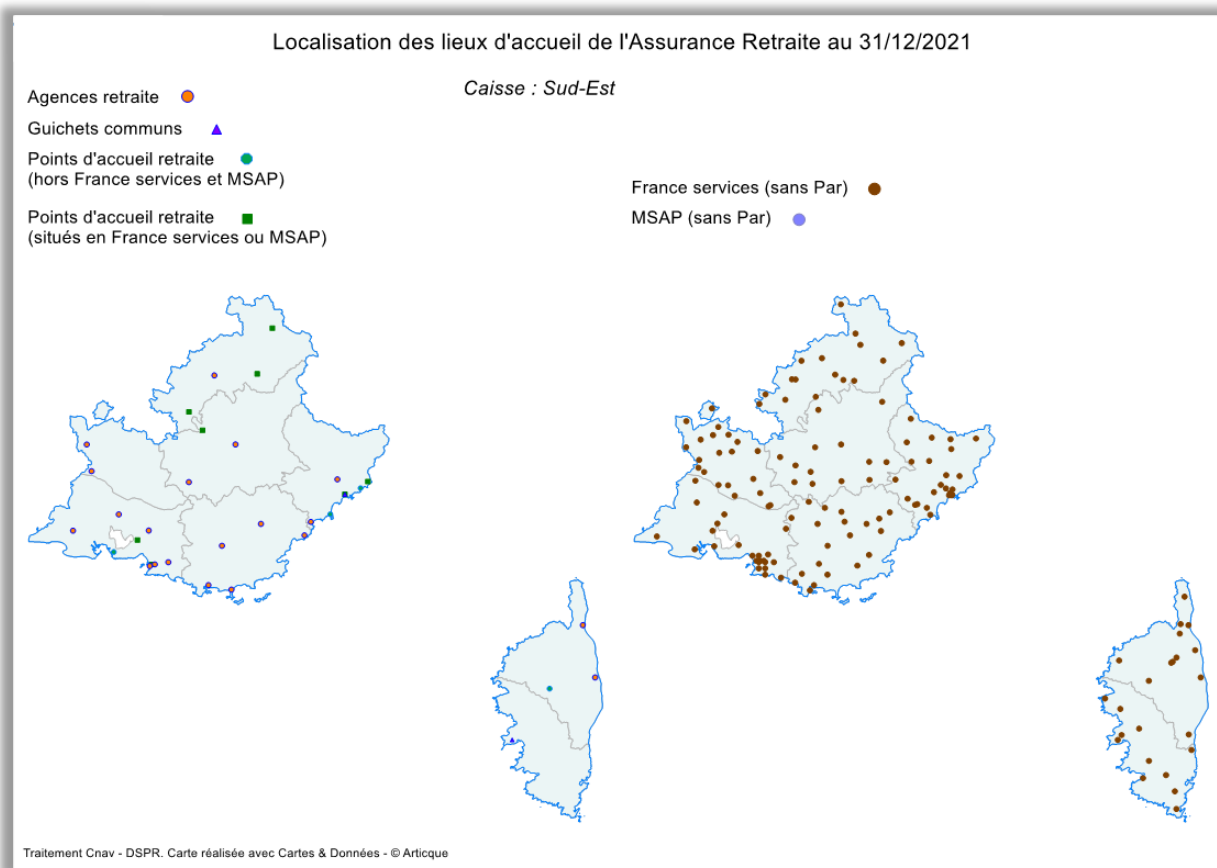 Localisation des lieux d'accueil de l'Assurance Retraite au 31/12/2021
Caisse : Sud-Est
Agences retraite
Guichets communs
Points d'accueil retraite
(hors France services et MSAP)
Points d'accueil retraite
(situés en France services ou MSAP)
France services (sans Par)
MSAP (sans Par)
Traitement Cnav - DSPR. Carte réalisée avec Cartes & Données - © Articque